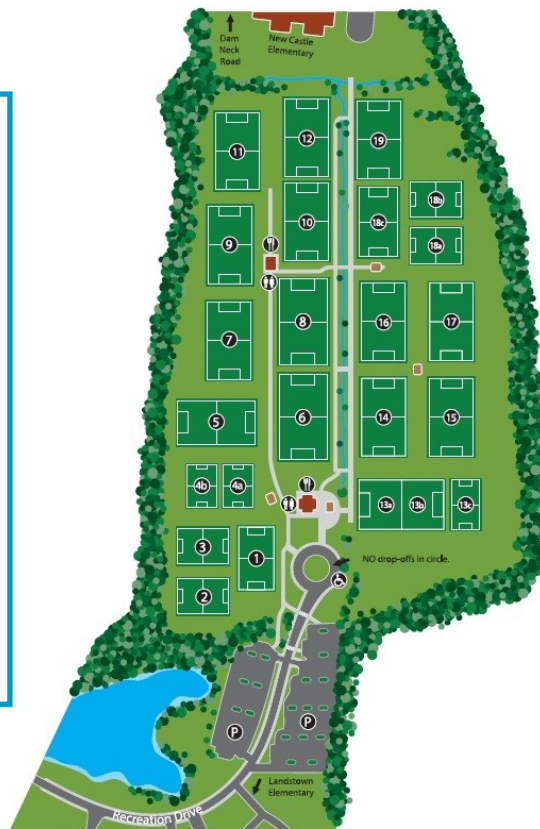 Dam
Neck
Road
New Castle
Elementary
11
12
19
9
10
18c
18b
18a
7
8
16
17
5
6
14
15
4b
4a
13a
13b
13c
3
1
2
NO drop-offs in circle.
P
P
Landstown
Elementary
Recreation Drive